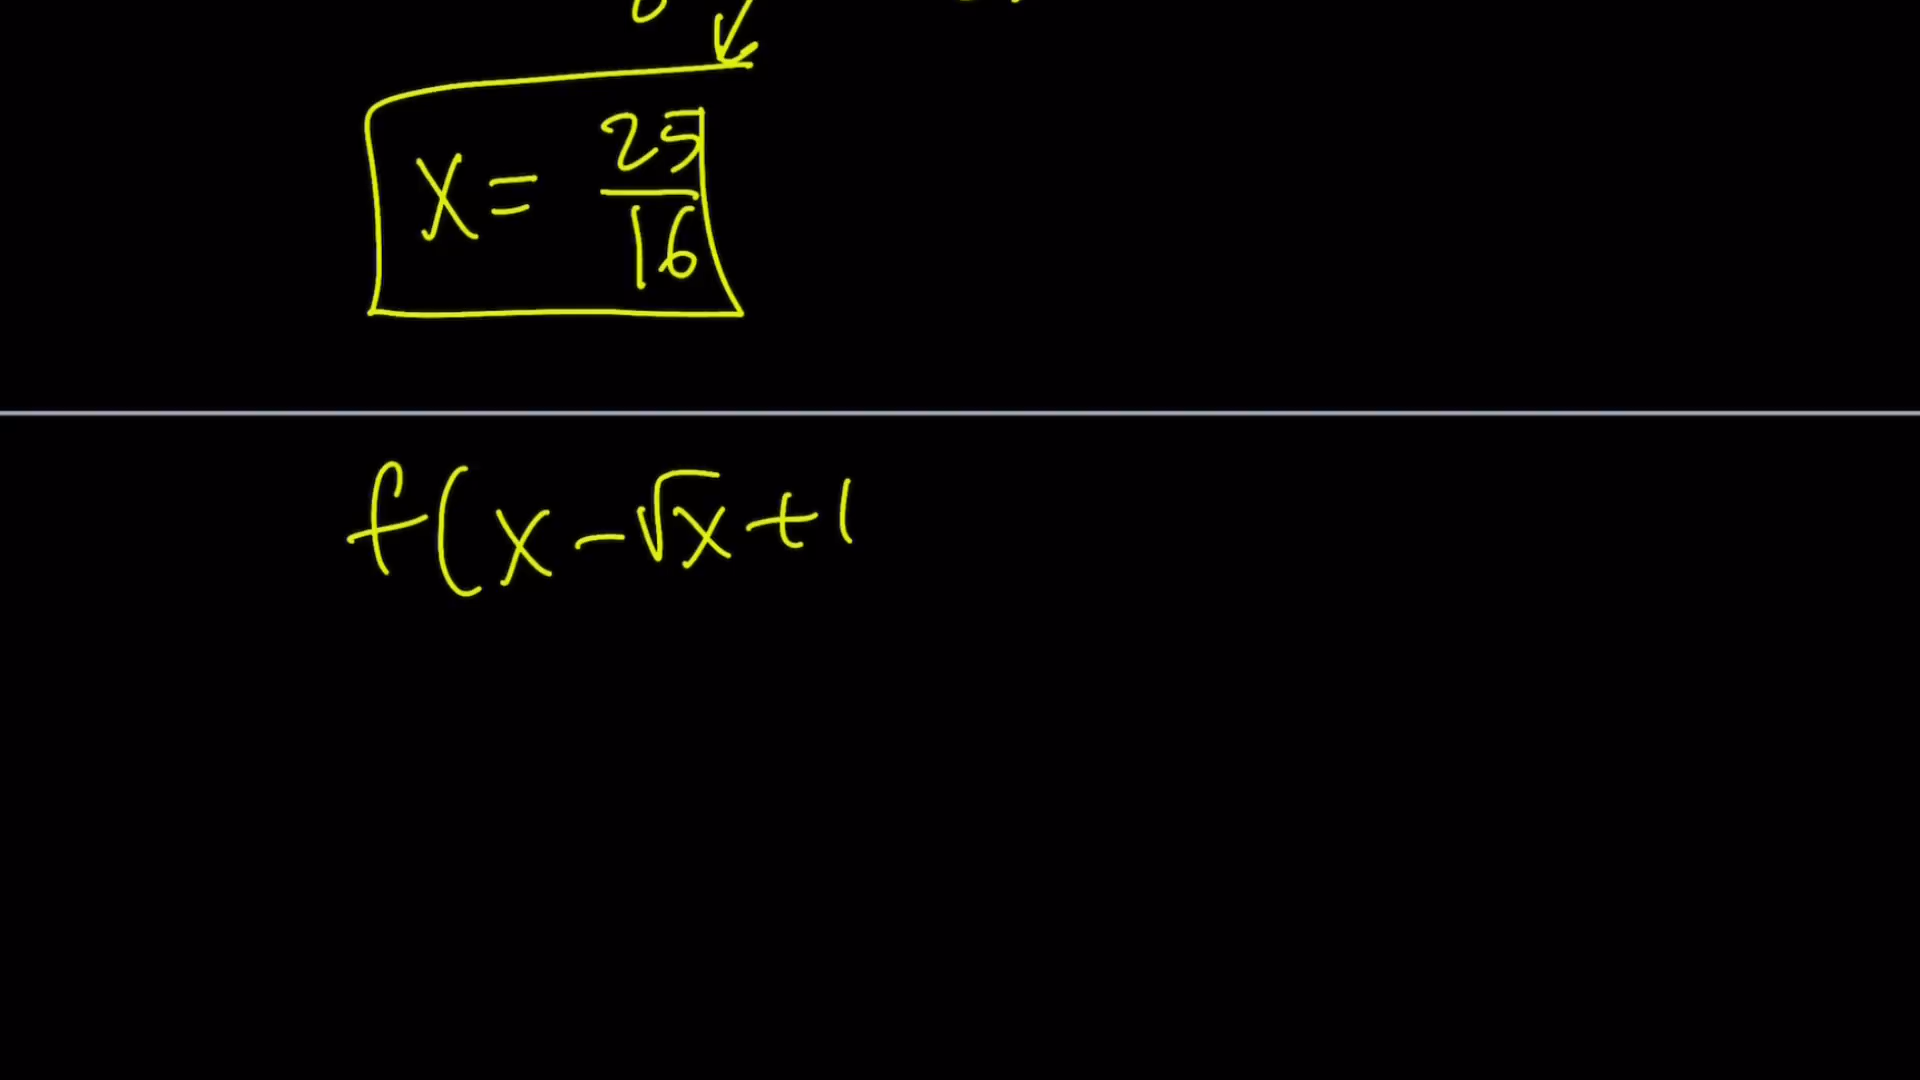 x = 25/16
f(x - √x + 1